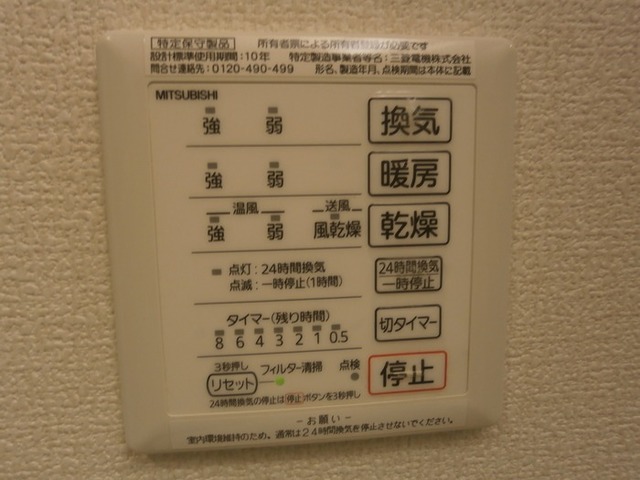 特定保守製品 所有者票による所有者登録が必要です
設計標準使用期間:10年 特定製造事業者等名:三菱電機株式会社
問合せ連絡先:0120-490-499 形名、製造年月、点検期間は本体に記載
MITSUBISHI
強 弱 換気
強 弱 暖房
温風 送風
強 弱 風乾燥 乾燥
点灯:24時間換気
点滅:一時停止(1時間)
24時間換気
一時停止
タイマー(残り時間)
8 6 4 3 2 1 0.5
切タイマー
3秒押し フィルター清掃 点検
リセット
停止
24時間換気の停止は停止ボタンを3秒押し
-お願い-
室内環境維持のため、通常は24時間換気を停止させないでください。